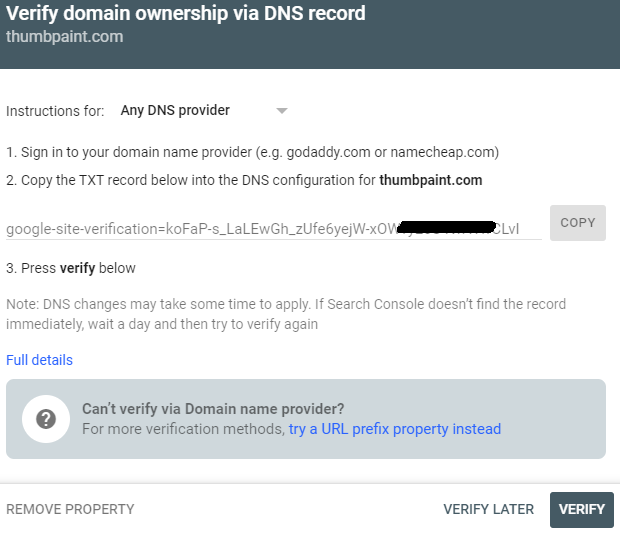 Verify domain ownership via DNS record
thumbpaint.com
Instructions for: Any DNS provider
1. Sign in to your domain name provider (e.g. godaddy.com or namecheap.com)
2. Copy the TXT record below into the DNS configuration for thumbpaint.com
google-site-verification=koFaP-s_LaLEwGh_zUfe6yejW-xOW CLvI
COPY
3. Press verify below
Note: DNS changes may take some time to apply. If Search Console doesn't find the record
immediately, wait a day and then try to verify again
Full details
Can't verify via Domain name provider?
For more verification methods, try a URL prefix property instead
REMOVE PROPERTY VERIFY LATER VERIFY